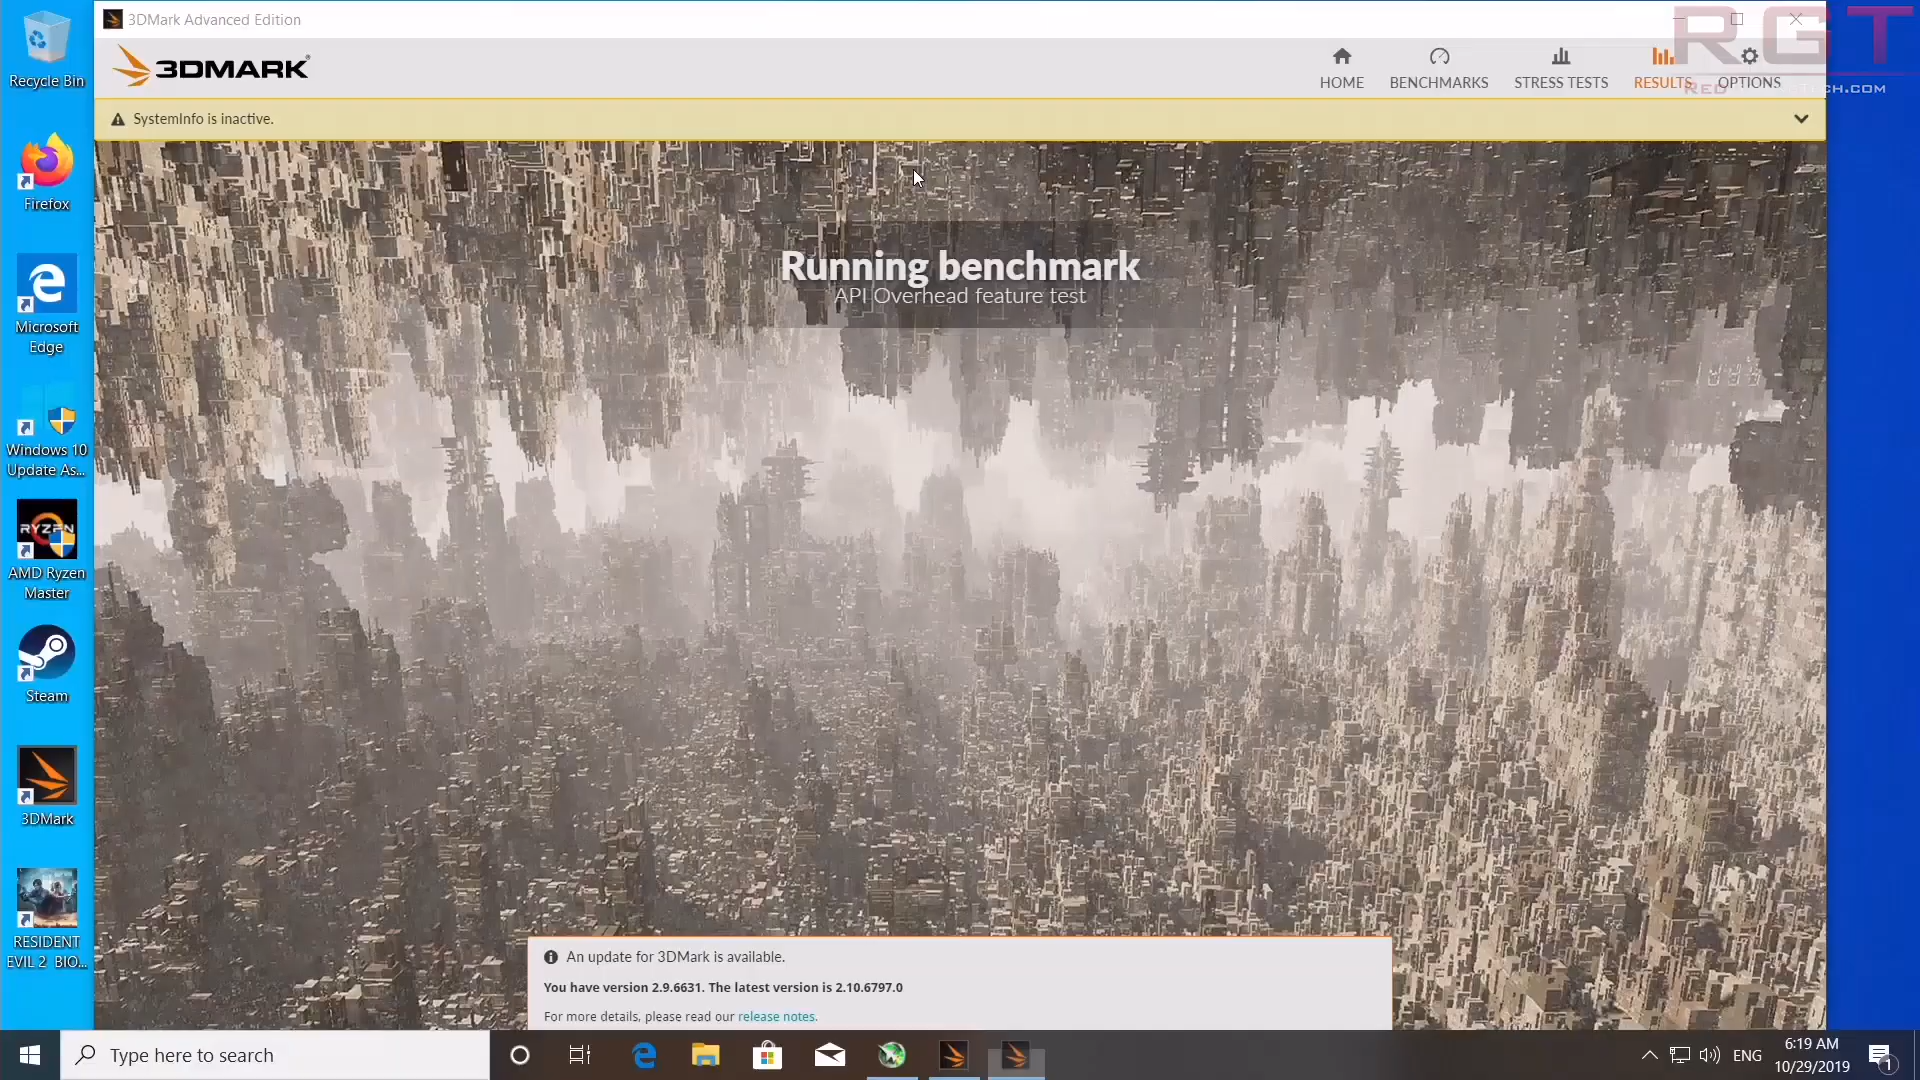 3DMark Advanced Edition
RGT
3DMARK
HOME
BENCHMARKS
STRESS TESTS
RESULTS
OPTIONS
SystemInfo is inactive.
Running benchmark
API Overhead feature test
Recycle Bin
Firefox
Microsoft
Edge
Windows 10
Update As...
RYZEN
AMD Ryzen
Master
Steam
3DMark
RESIDENT
EVIL 2 BIO...
An update for 3DMark is available.
You have version 2.9.6631. The latest version is 2.10.6797.0
For more details, please read our release notes.
Type here to search
ENG
6:19 AM
10/29/2019
1